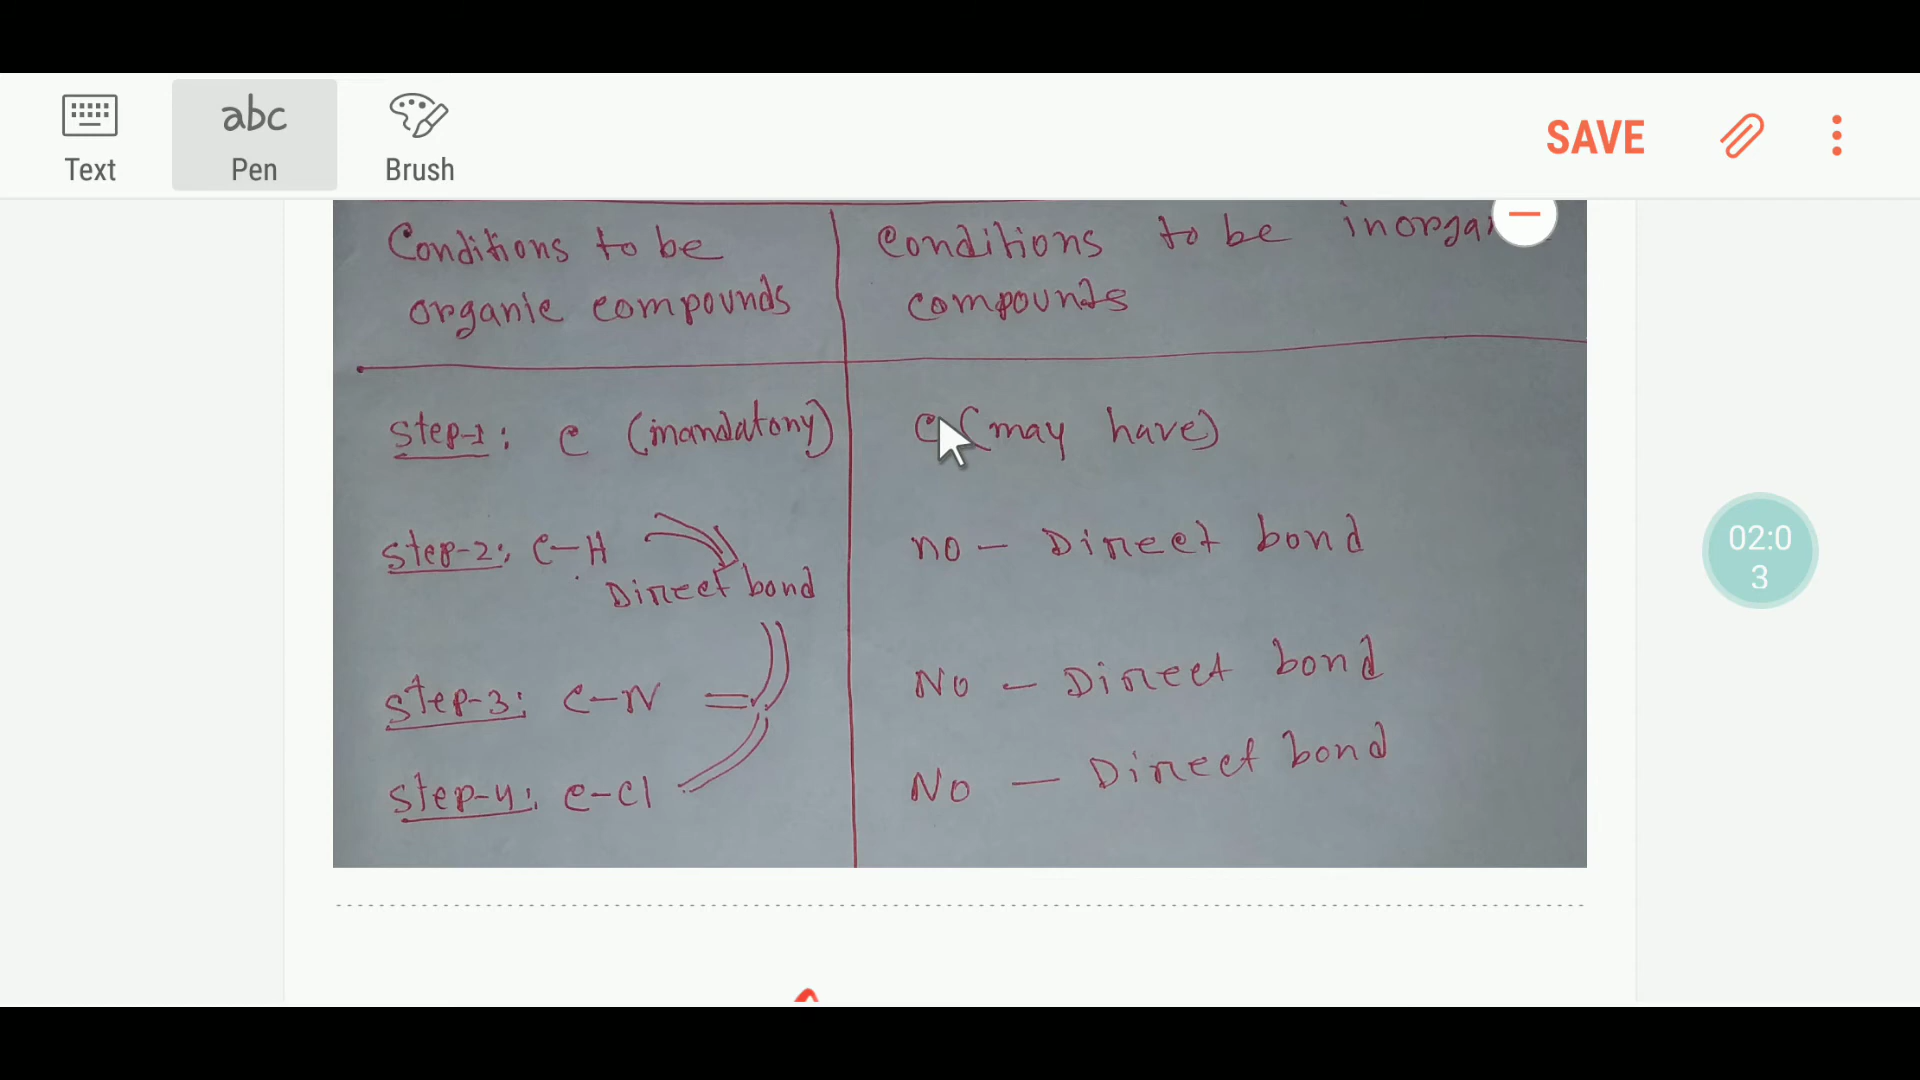 Text
abc
Pen
Brush
SAVE
Conditions to be
organic compounds
Conditions to be inorga
compounds
Step-1: C (mandatory)
C (may have)
Step-2: C-H
Direct bond
no - Direct bond
Step-3: C-N
No - Direct bond
Step-4: C-Cl
No - Direct bond
02:0
3